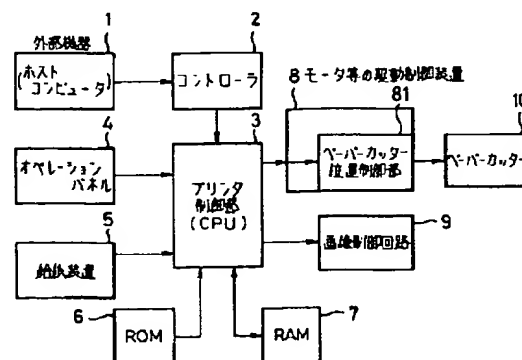 1
外部機器
(ホスト
コンピュータ)
2
コントローラ
8 モータ等の駆動制御装置
81
ペーパーカッター
位置制御部
10
ペーパーカッター
4
オペレーション
パネル
3
プリンタ
制御部
(CPU)
5
給紙装置
9
画像制御回路
6
ROM
7
RAM